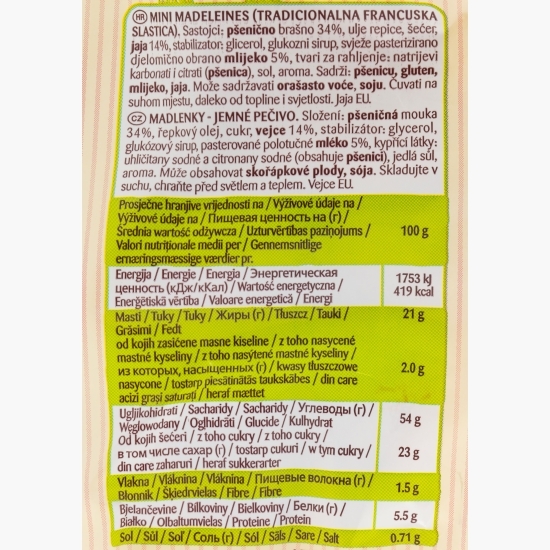 HR MINI MADELEINES (TRADICIONALNA FRANCUSKA
SLASTICA). Sastojci: pšenično brašno 34%, ulje repice, šećer,
jaja 14%, stabilizator: glicerol, glukozni sirup, svježe pasterizirano
djelomično obrano mlijeko 5%, tvari za rahljenje: natrijevi
karbonati i citrati (pšenica), sol, aroma. Sadrži: pšenicu, gluten,
mlijeko, jaja. Može sadržavati orašasto voće, soju. Čuvati na
suhom mjestu, daleko od topline i svjetlosti. Jaja EU.
CZ MADLENKY - JEMNÉ PEČIVO. Složení: pšeničná mouka
34%, řepkový olej, cukr, vejce 14%, stabilizátor: glycerol,
glukózový sirup, pasterované polotučné mléko 5%, kypřící látky:
uhličitany sodné a citronany sodné (obsahuje pšenici), jedlá sůl,
aroma. Může obsahovat skořápkové plody, sója. Skladujte v
suchu, chraňte před světlem a teplem. Vejce EU.
Prosječne hranjive vrijednosti na / Výživové údaje na /
Výživové údaje na / Пищевая ценность на (г) /
Średnia wartość odżywcza / Uzturvērtības paziņojums /
Valori nutriționale medii per / Gennemsnitlige
ernæringsmæssige værdier pr.
100 g
Energija / Energie / Energia / Энергетическая
ценность (кДж/кКал) / Wartość energetyczna /
Enerģētiskā vērtība / Valoare energetică / Energi
1753 kJ
419 kcal
Masti / Tuky / Tuky / Жиры (г) / Tłuszcz / Tauki /
Grăsimi / Fedt
21 g
od kojih zasićene masne kiseline / z toho nasycené
mastné kyseliny / z toho nasýtené mastné kyseliny /
из которых, насыщенных (г) / kwasy tłuszczowe
nasycone / tostarp piesātinātās taukskābes / din care
acizi grași saturați / heraf mættet
2.0 g
Ugljikohidrati / Sacharidy / Sacharidy / Углеводы (г) /
Węglowodany / Ogļhidrāti / Glucide / Kulhydrat
54 g
Od kojih šećeri / z toho cukry / z toho cukry /
в том числе сахар (г) / tostarp cukuri / w tym cukry /
din care zaharuri / heraf sukkerarter
23 g
Vlakna / Vláknina / Vláknina / Пищевые волокна (г) /
Błonnik / Šķiedrvielas / Fibre / Fibre
1.5 g
Bjelančevine / Bílkoviny / Bielkoviny / Белки (г) /
Białko / Olbaltumvielas / Proteine / Protein
5.5 g
Sol / Sůl / Soľ / Соль (г) / Sól / Sāls / Sare / Salt
0.71 g